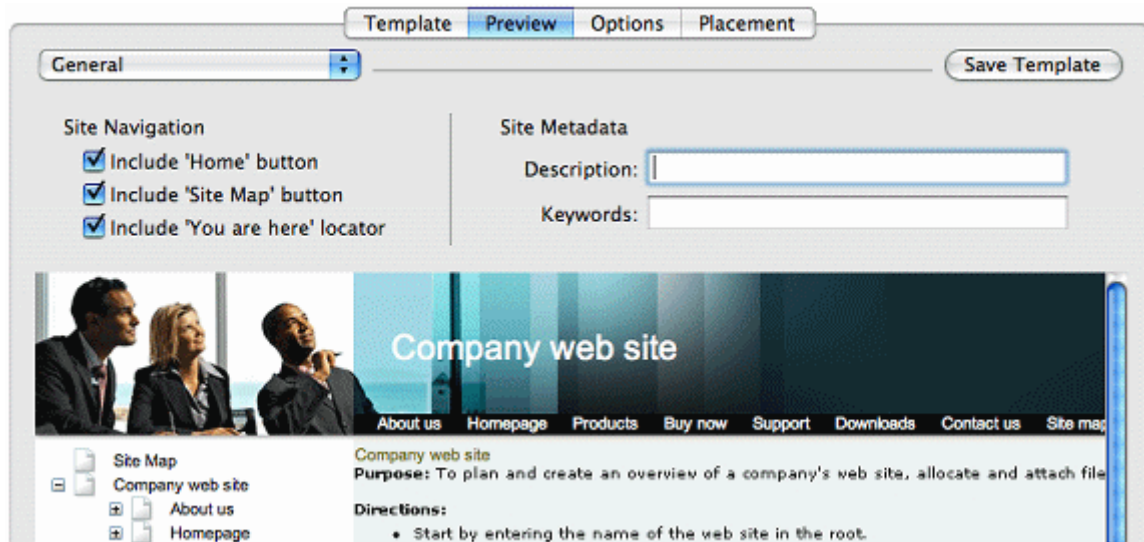 Template Preview Options Placement
General
Save Template
Site Navigation
Include 'Home' button
Include 'Site Map' button
Include 'You are here' locator
Site Metadata
Description:
Keywords:
Company web site
About us Homepage Products Buy now Support Downloads Contact us Site map
Site Map
Company web site
About us
Homepage
Company web site
Purpose: To plan and create an overview of a company's web site, allocate and attach file
Directions:
• Start by entering the name of the web site in the root.